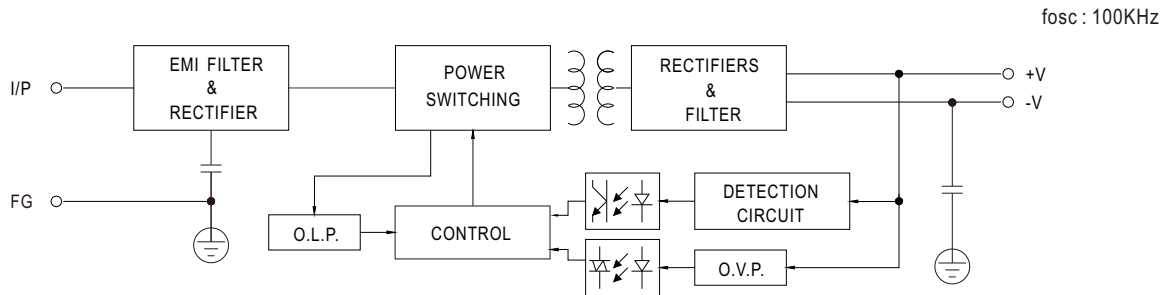 fosc : 100KHz
I/P
EMI FILTER
&
RECTIFIER
POWER
SWITCHING
RECTIFIERS
&
FILTER
+V
-V
FG
O.L.P.
CONTROL
DETECTION
CIRCUIT
O.V.P.